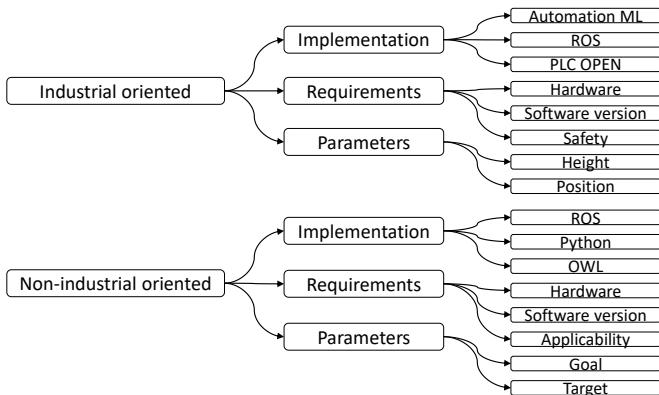 Industrial oriented
Implementation
Automation ML
ROS
PLC OPEN
Requirements
Hardware
Software version
Safety
Parameters
Height
Position
Non-industrial oriented
Implementation
ROS
Python
OWL
Requirements
Hardware
Software version
Applicability
Parameters
Goal
Target